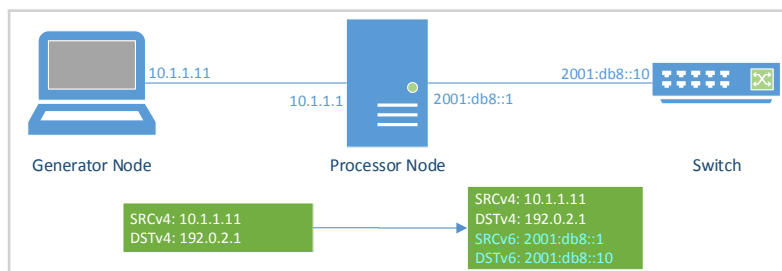 10.1.1.11
2001:db8::10
10.1.1.1
2001:db8::1
Generator Node
Processor Node
Switch
SRCv4: 10.1.1.11
DSTv4: 192.0.2.1
SRCv4: 10.1.1.11
DSTv4: 192.0.2.1
SRCv6: 2001:db8::1
DSTv6: 2001:db8::10